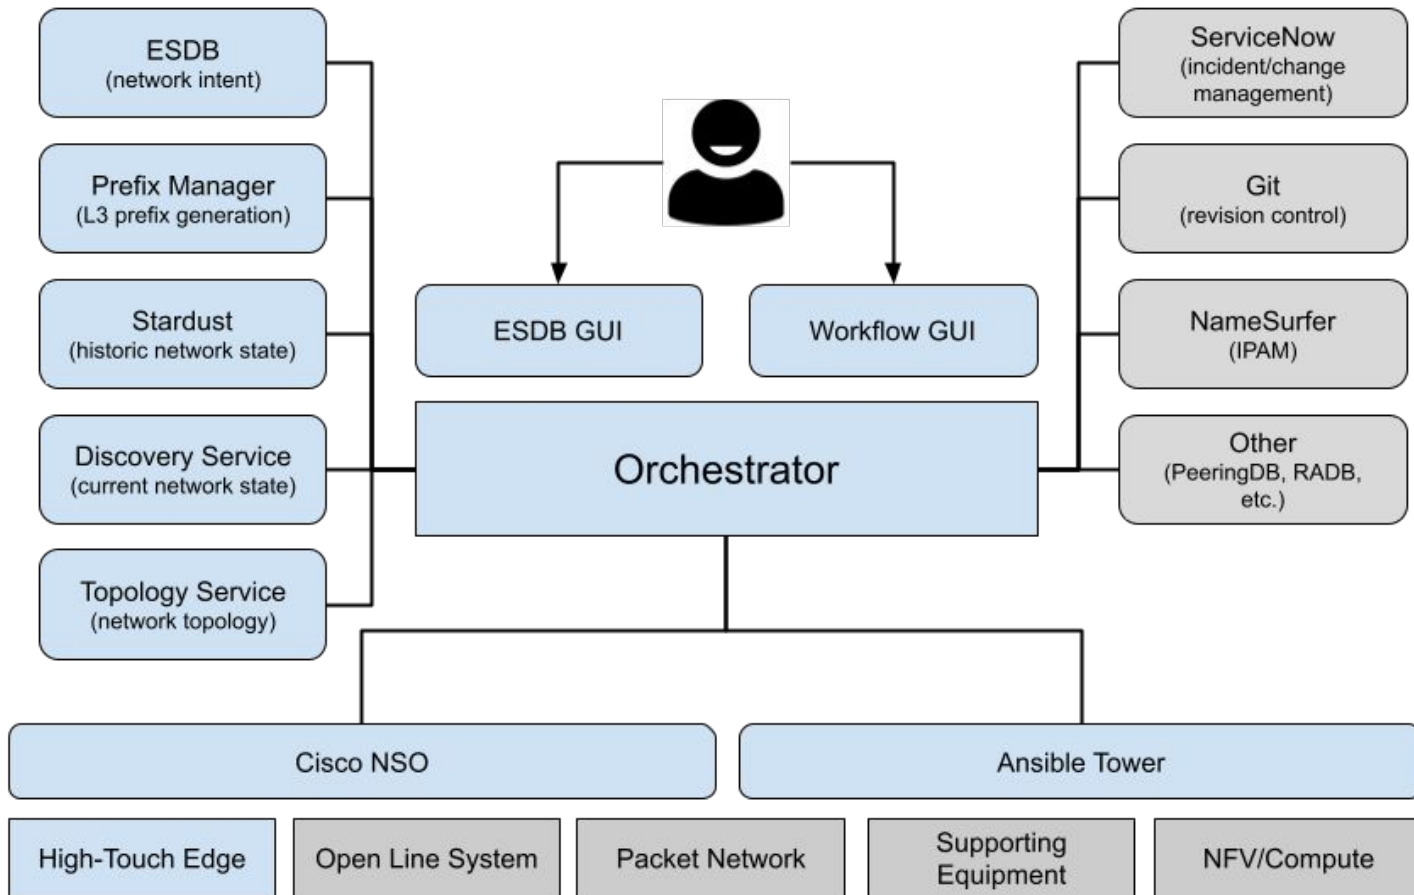 ESDB
(network intent)
Prefix Manager
(L3 prefix generation)
Stardust
(historic network state)
Discovery Service
(current network state)
Topology Service
(network topology)
ESDB GUI
Workflow GUI
Orchestrator
ServiceNow
(incident/change
management)
Git
(revision control)
NameSurfer
(IPAM)
Other
(PeeringDB, RADB,
etc.)
Cisco NSO
Ansible Tower
High-Touch Edge
Open Line System
Packet Network
Supporting
Equipment
NFV/Compute